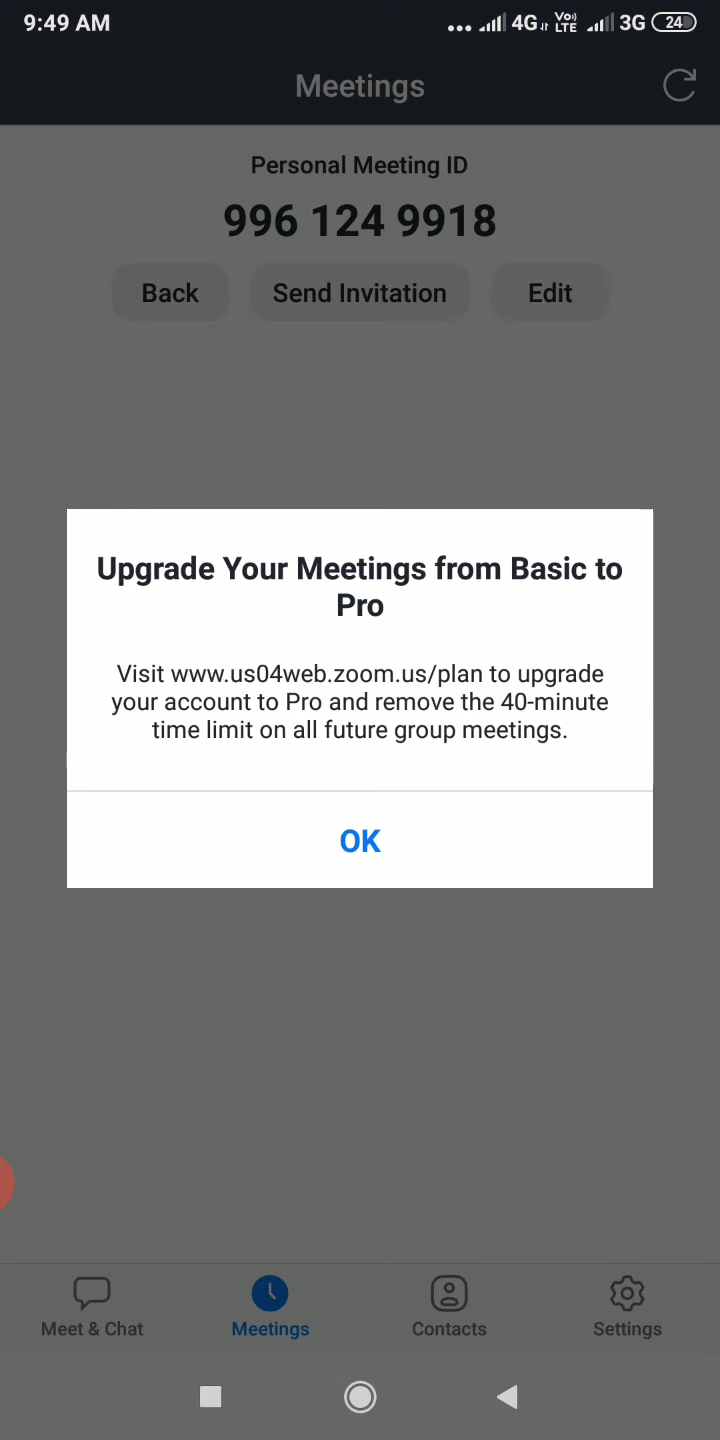 9:49 AM 4G Vo)) LTE 3G 24
Meetings
Personal Meeting ID
996 124 9918
Back Send Invitation Edit
Upgrade Your Meetings from Basic to
Pro
Visit www.us04web.zoom.us/plan to upgrade
your account to Pro and remove the 40-minute
time limit on all future group meetings.
OK
Meet & Chat Meetings Contacts Settings